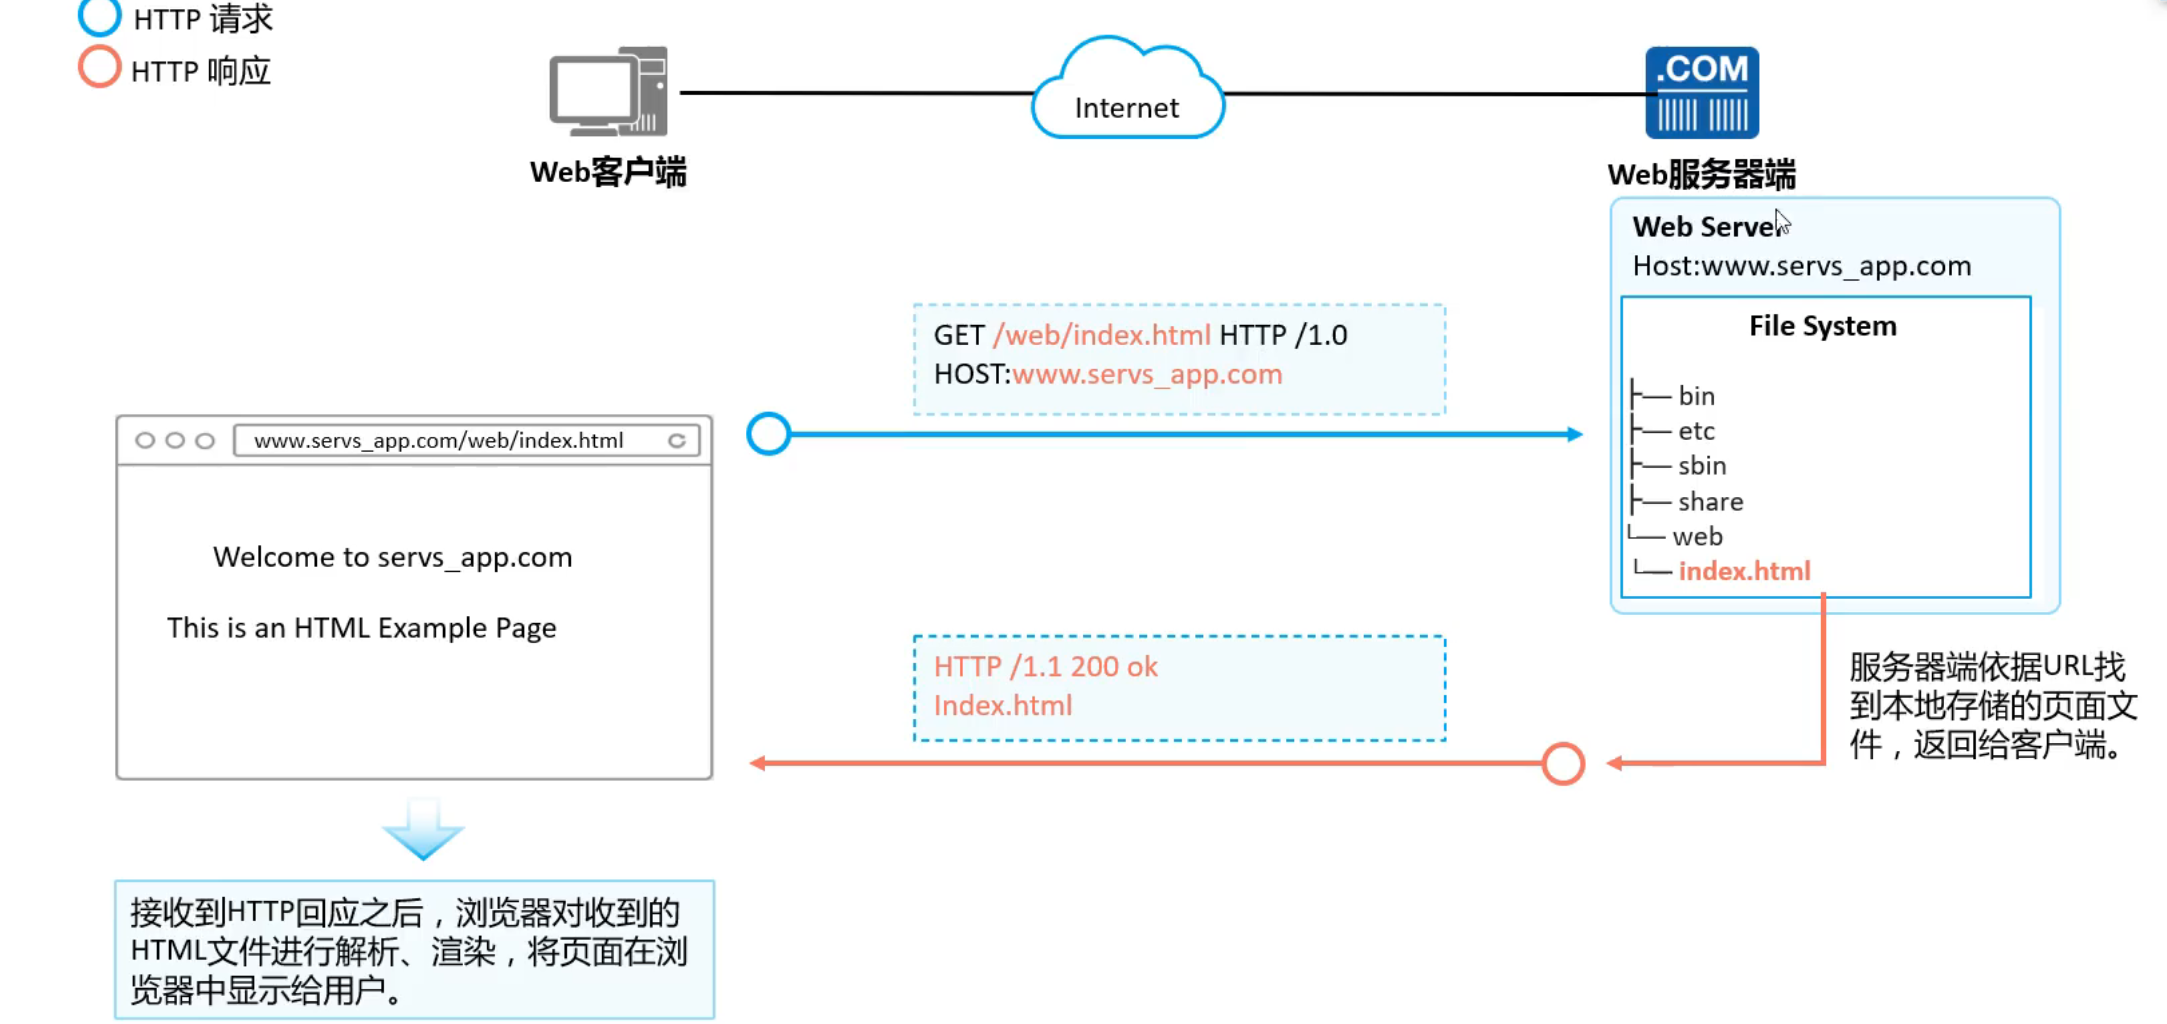 HTTP 请求
HTTP 响应
Internet
.COM
Web客户端
Web服务器端
Web Server
Host:www.servs_app.com
File System
bin
etc
sbin
share
web
index.html
GET /web/index.html HTTP /1.0
HOST:www.servs_app.com
www.servs_app.com/web/index.html
Welcome to servs_app.com
This is an HTML Example Page
HTTP /1.1 200 ok
Index.html
服务器端依据URL找
到本地存储的页面文
件，返回给客户端。
接收到HTTP回应之后，浏览器对收到的
HTML文件进行解析、渲染，将页面在浏
览器中显示给用户。